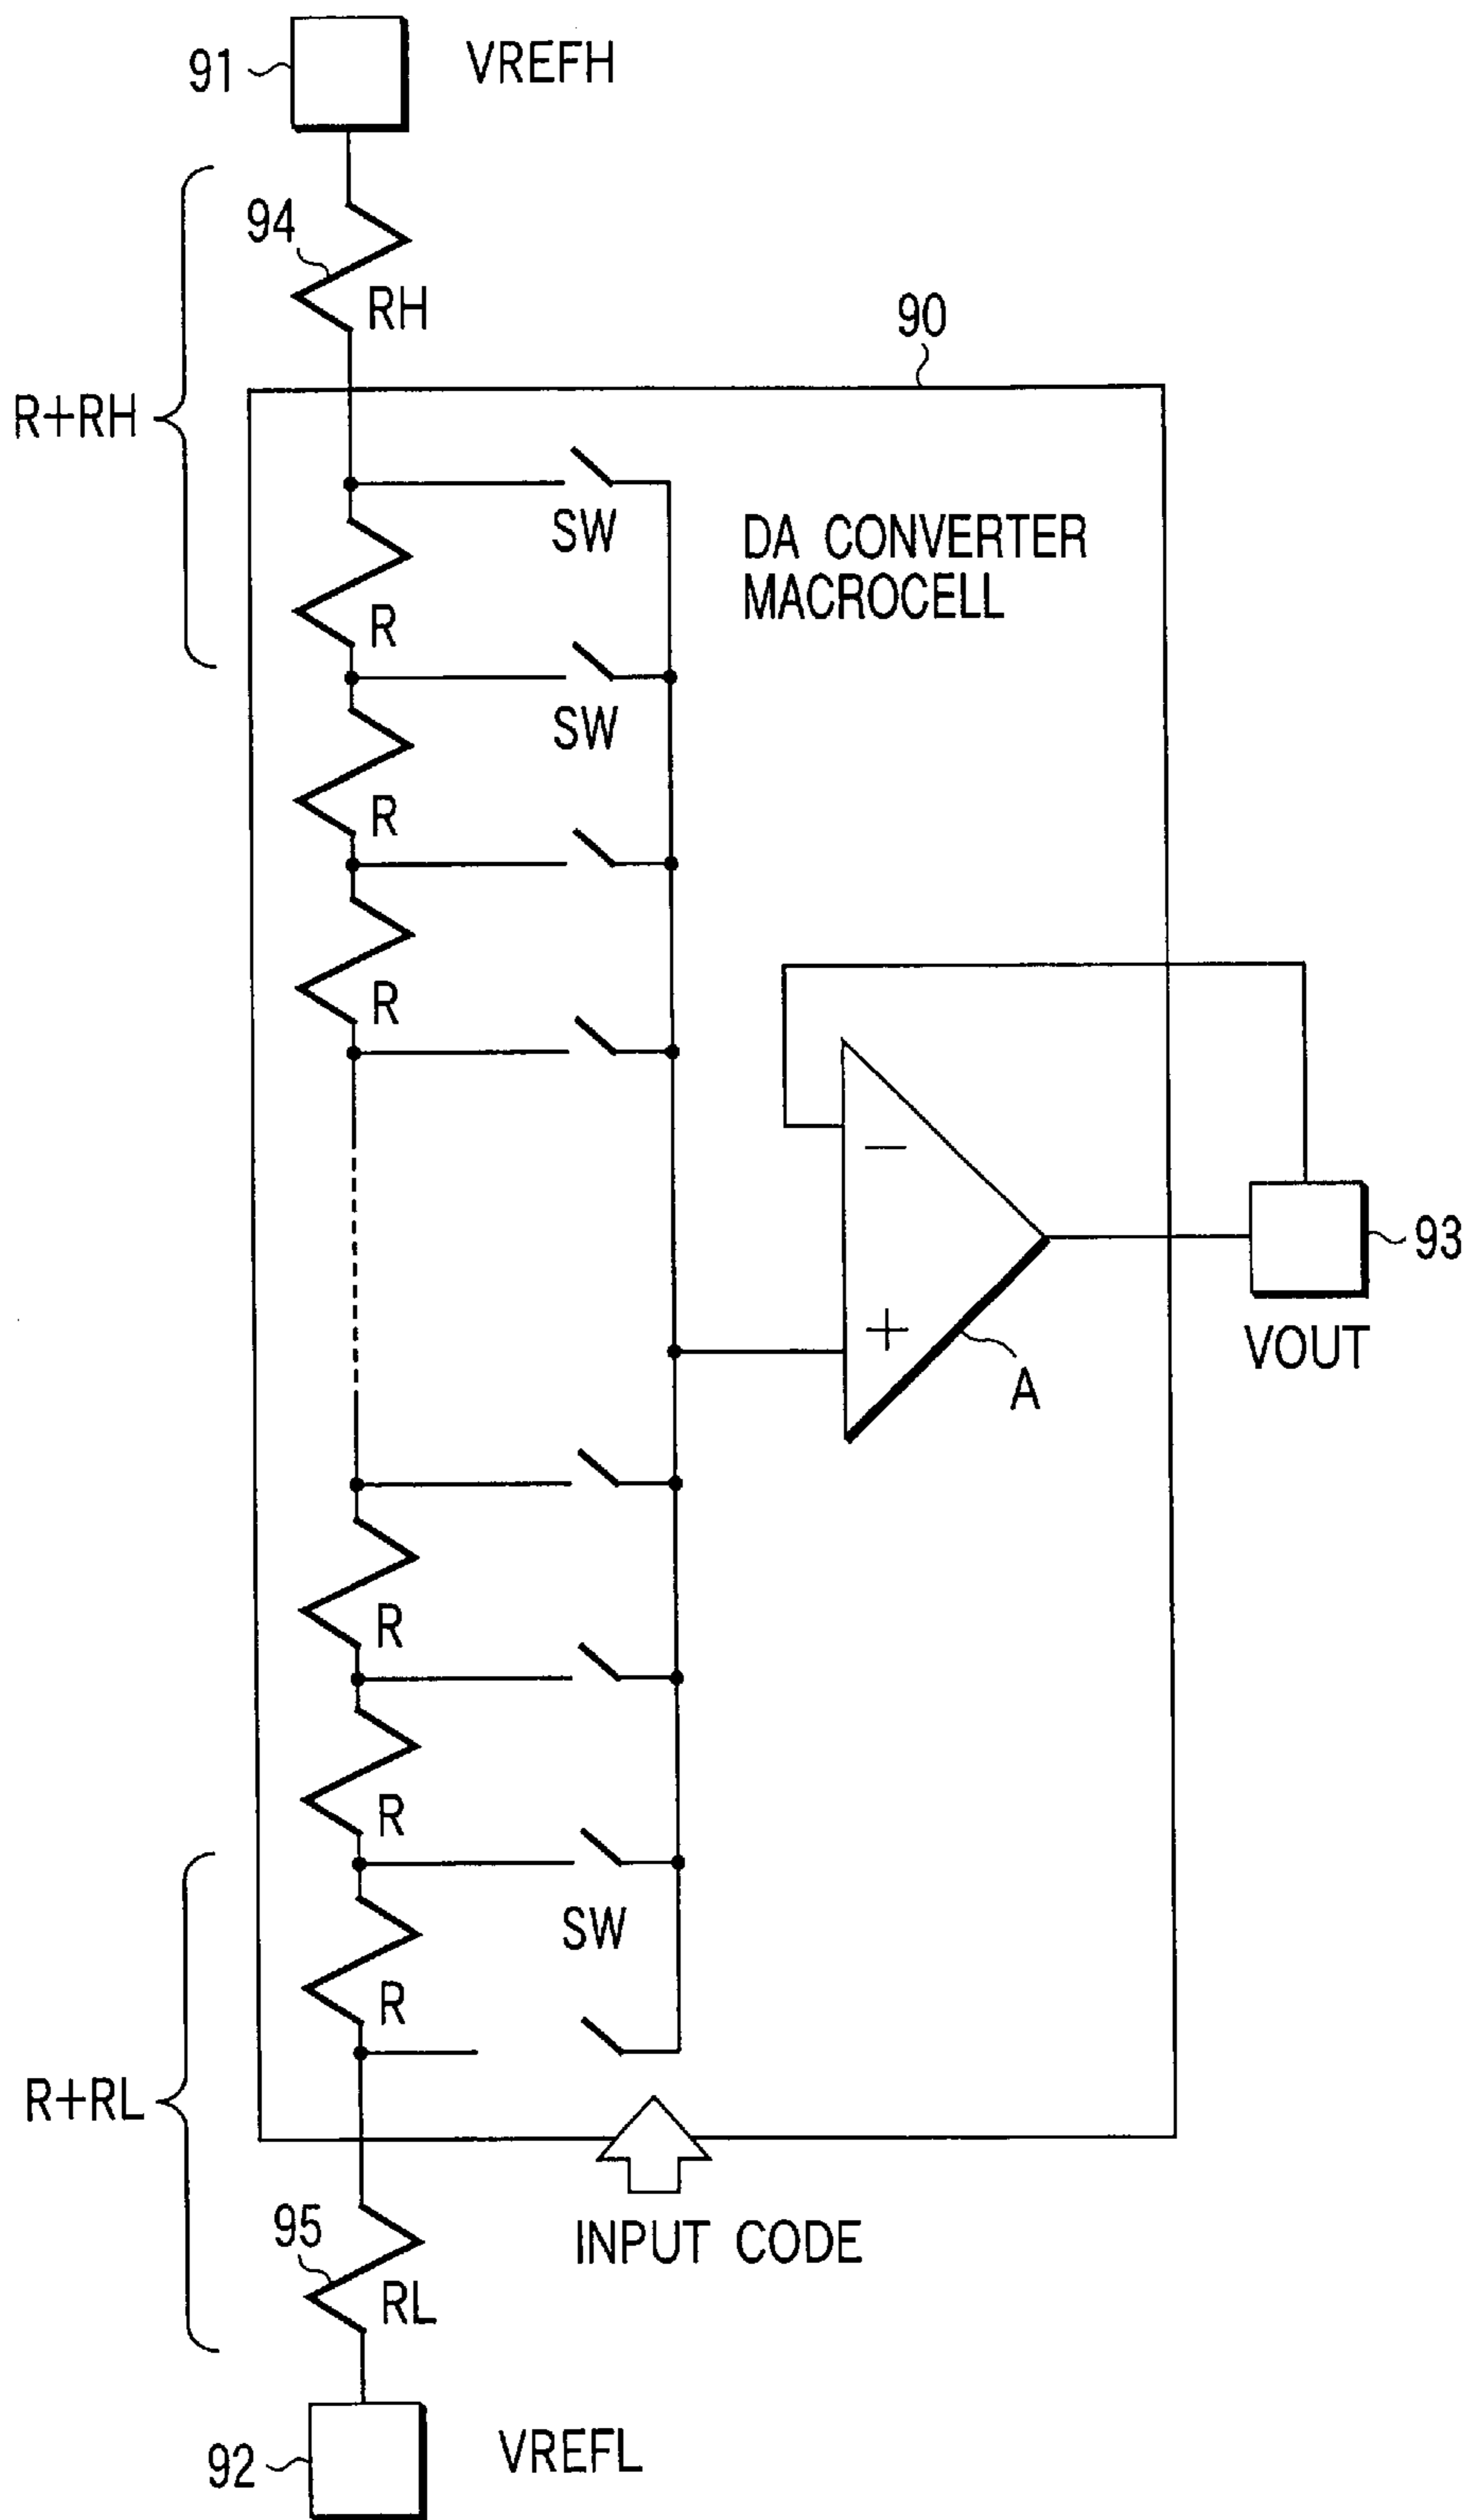 91
VREFH
94
RH
90
R+RH
SW
DA CONVERTER
MACROCELL
R
SW
R
R
−
93
+
VOUT
A
R
R
SW
R
R+RL
95
INPUT CODE
RL
92
VREFL